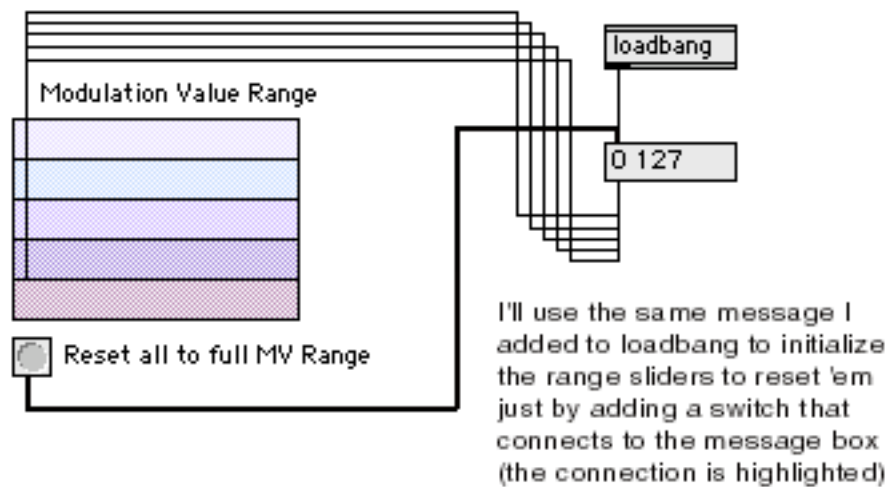 loadbang
Modulation Value Range
0 127
I'll use the same message I
added to loadbang to initialize
the range sliders to reset 'em
just by adding a switch that
connects to the message box
(the connection is highlighted)
Reset all to full MV Range